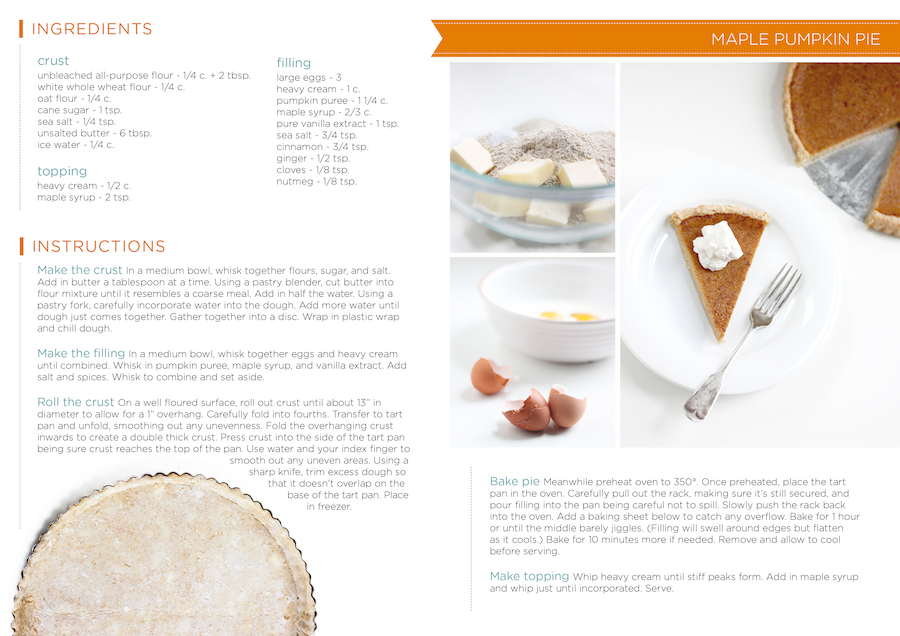 INGREDIENTS
crust
unbleached all-purpose flour - 1/4 c. + 2 tbsp.
white whole wheat flour - 1/4 c.
oat flour - 1/4 c.
cane sugar - 1 tsp.
sea salt - 1/4 tsp.
unsalted butter - 6 tbsp.
ice water - 1/4 c.
topping
heavy cream - 1/2 c.
maple syrup - 2 tsp.
filling
large eggs - 3
heavy cream - 1 c.
pumpkin puree - 1 1/4 c.
maple syrup - 2/3 c.
pure vanilla extract - 1 tsp.
sea salt - 3/4 tsp.
cinnamon - 3/4 tsp.
ginger - 1/2 tsp.
cloves - 1/8 tsp.
nutmeg - 1/8 tsp.
INSTRUCTIONS
Make the crust In a medium bowl, whisk together flours, sugar, and salt.
Add in butter a tablespoon at a time. Using a pastry blender, cut butter into
flour mixture until it resembles a coarse meal. Add in half the water. Using a
pastry fork, carefully incorporate water into the dough. Add more water until
dough just comes together. Gather together into a disc. Wrap in plastic wrap
and chill dough.
Make the filling In a medium bowl, whisk together eggs and heavy cream
until combined. Whisk in pumpkin puree, maple syrup, and vanilla extract. Add
salt and spices. Whisk to combine and set aside.
Roll the crust On a well floured surface, roll out crust until about 13" in
diameter to allow for a 1" overhang. Carefully fold into fourths. Transfer to tart
pan and unfold, smoothing out any unevenness. Fold the overhanging crust
inwards to create a double thick crust. Press crust into the side of the tart pan
being sure crust reaches the top of the pan. Use water and your index finger to
smooth out any uneven areas. Using a
sharp knife, trim excess dough so
that it doesn't overlap on the
base of the tart pan. Place
in freezer.
MAPLE PUMPKIN PIE
Bake pie Meanwhile preheat oven to 350°. Once preheated, place the tart
pan in the oven. Carefully pull out the rack, making sure it's still secured, and
pour filling into the pan being careful not to spill. Slowly push the rack back
into the oven. Add a baking sheet below to catch any overflow. Bake for 1 hour
or until the middle barely jiggles. (Filling will swell around edges but flatten
as it cools.) Bake for 10 minutes more if needed. Remove and allow to cool
before serving.
Make topping Whip heavy cream until stiff peaks form. Add in maple syrup
and whip just until incorporated. Serve.